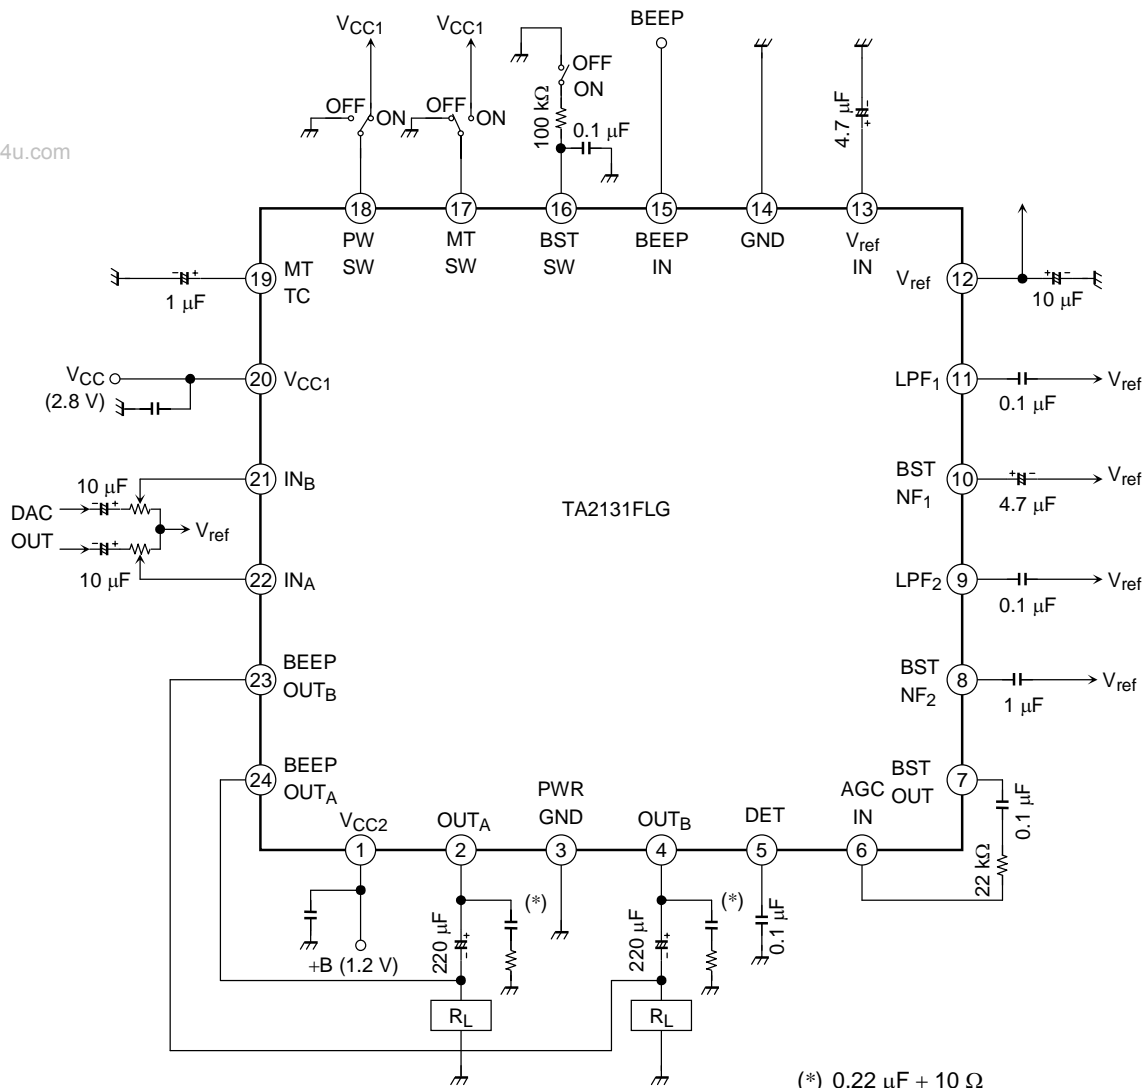 VCC1
VCC1
BEEP
OFF
ON
OFF
ON
OFF
ON
100 kΩ
0.1 μF
4.7 μF
4u.com
18
17
16
15
14
13
PW
SW
MT
SW
BST
SW
BEEP
IN
GND
Vref
IN
19
MT
TC
1 μF
Vref
12
10 μF
VCC
(2.8 V)
20
VCC1
LPF1
11
0.1 μF
Vref
21
INB
10 μF
DAC
OUT
Vref
10 μF
22
INA
TA2131FLG
BST
NF1
10
4.7 μF
Vref
LPF2
9
0.1 μF
Vref
23
BEEP
OUTB
BST
NF2
8
1 μF
Vref
24
BEEP
OUTA
BST
OUT
7
0.1 μF
22 kΩ
VCC2
OUTA
PWR
GND
OUTB
DET
AGC
IN
1
2
3
4
5
6
+B (1.2 V)
220 μF
(*)
220 μF
(*)
0.1 μF
RL
RL
(*) 0.22 μF + 10 Ω